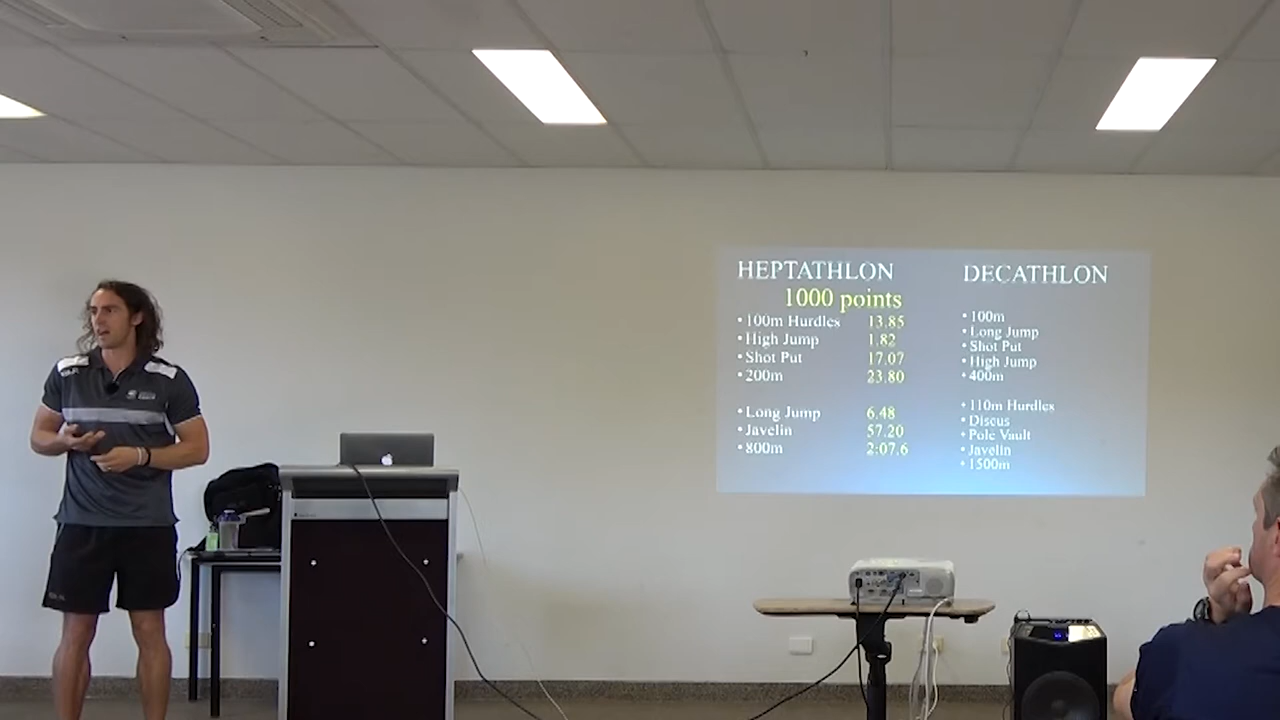 HEPTATHLON
1000 points
• 100m Hurdles 13.85
• High Jump 1.82
• Shot Put 17.07
• 200m 23.80
• Long Jump 6.48
• Javelin 57.20
• 800m 2:07.6
DECATHLON
• 100m
• Long Jump
• Shot Put
• High Jump
• 400m
• 110m Hurdles
• Discus
• Pole Vault
• Javelin
• 1500m